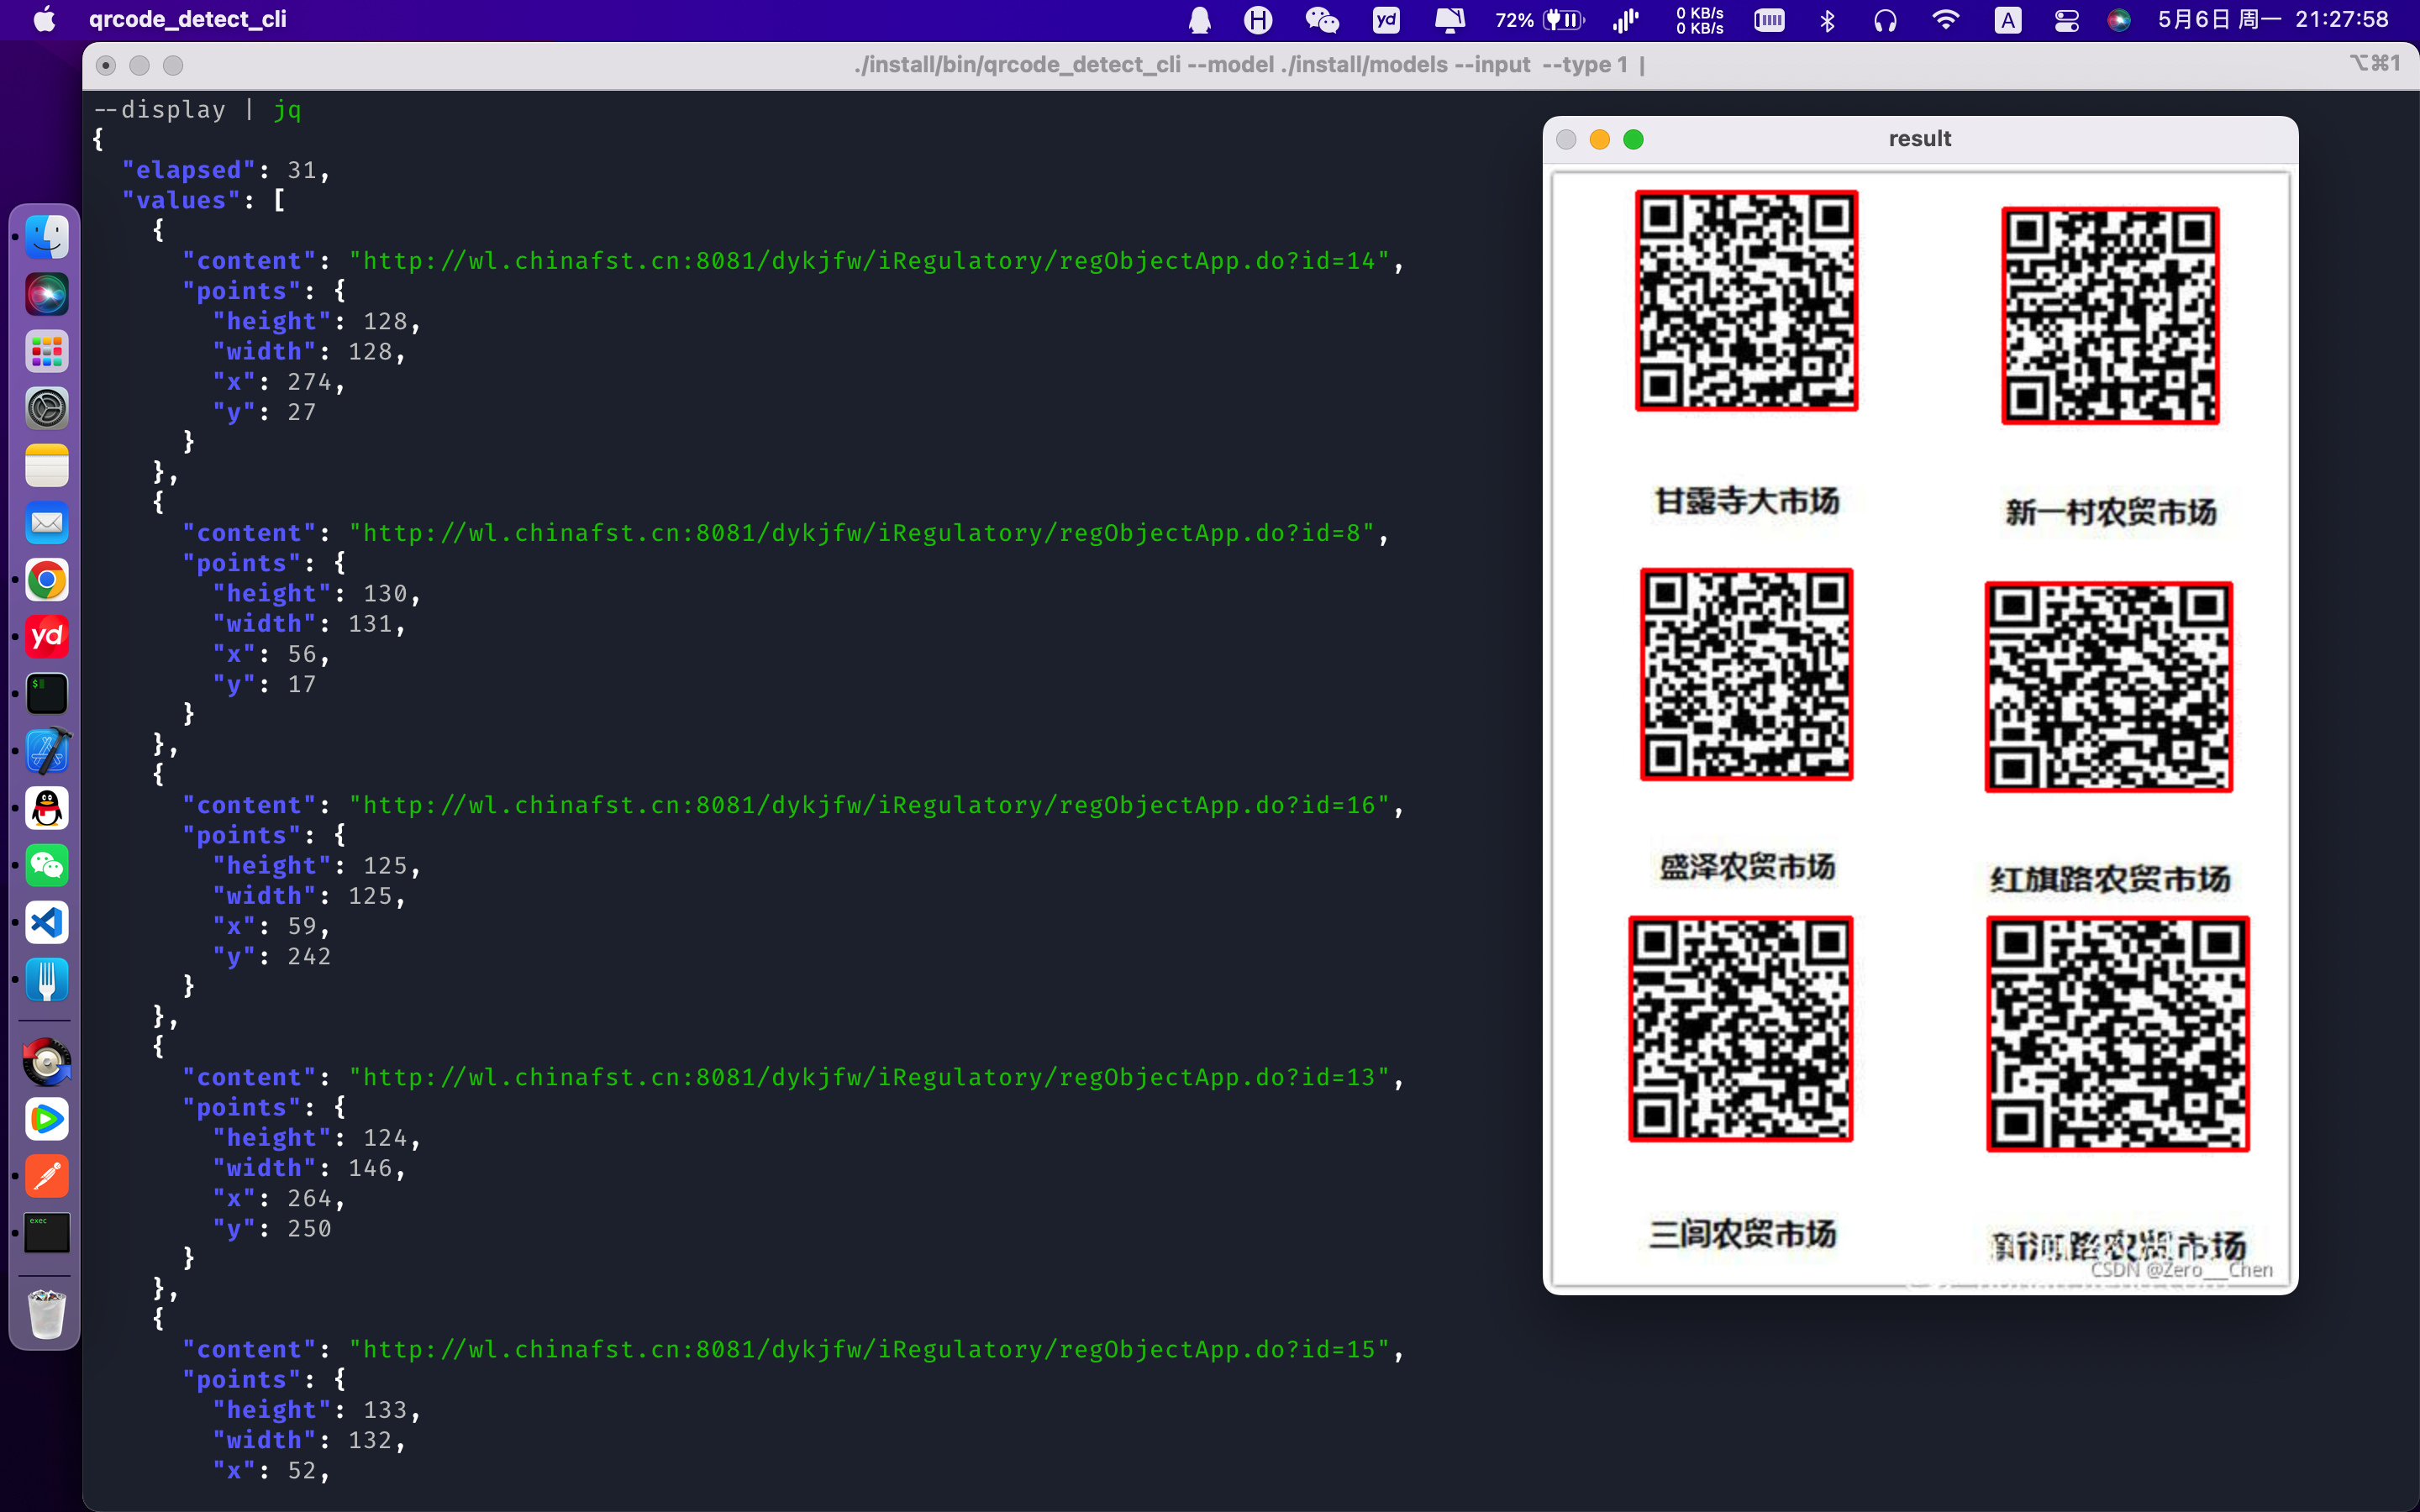 qrcode_detect_cli
72%
0 KB/s
0 KB/s
A
5月6日 周一 21:27:58
./install/bin/qrcode_detect_cli --model ./install/models --input --type 1 |
⌥⌘1
--display | jq
{
"elapsed": 31,
"values": [
{
"content": "http://wl.chinafst.cn:8081/dykjfw/iRegulatory/regObjectApp.do?id=14",
"points": {
"height": 128,
"width": 128,
"x": 274,
"y": 27
}
},
{
"content": "http://wl.chinafst.cn:8081/dykjfw/iRegulatory/regObjectApp.do?id=8",
"points": {
"height": 130,
"width": 131,
"x": 56,
"y": 17
}
},
{
"content": "http://wl.chinafst.cn:8081/dykjfw/iRegulatory/regObjectApp.do?id=16",
"points": {
"height": 125,
"width": 125,
"x": 59,
"y": 242
}
},
{
"content": "http://wl.chinafst.cn:8081/dykjfw/iRegulatory/regObjectApp.do?id=13",
"points": {
"height": 124,
"width": 146,
"x": 264,
"y": 250
}
},
{
"content": "http://wl.chinafst.cn:8081/dykjfw/iRegulatory/regObjectApp.do?id=15",
"points": {
"height": 133,
"width": 132,
"x": 52,
result
甘露寺大市场
新一村农贸市场
盛泽农贸市场
红旗路农贸市场
三闾农贸市场
农贸市场
CSDN @Zero___Chen
yd
H
yd
exec